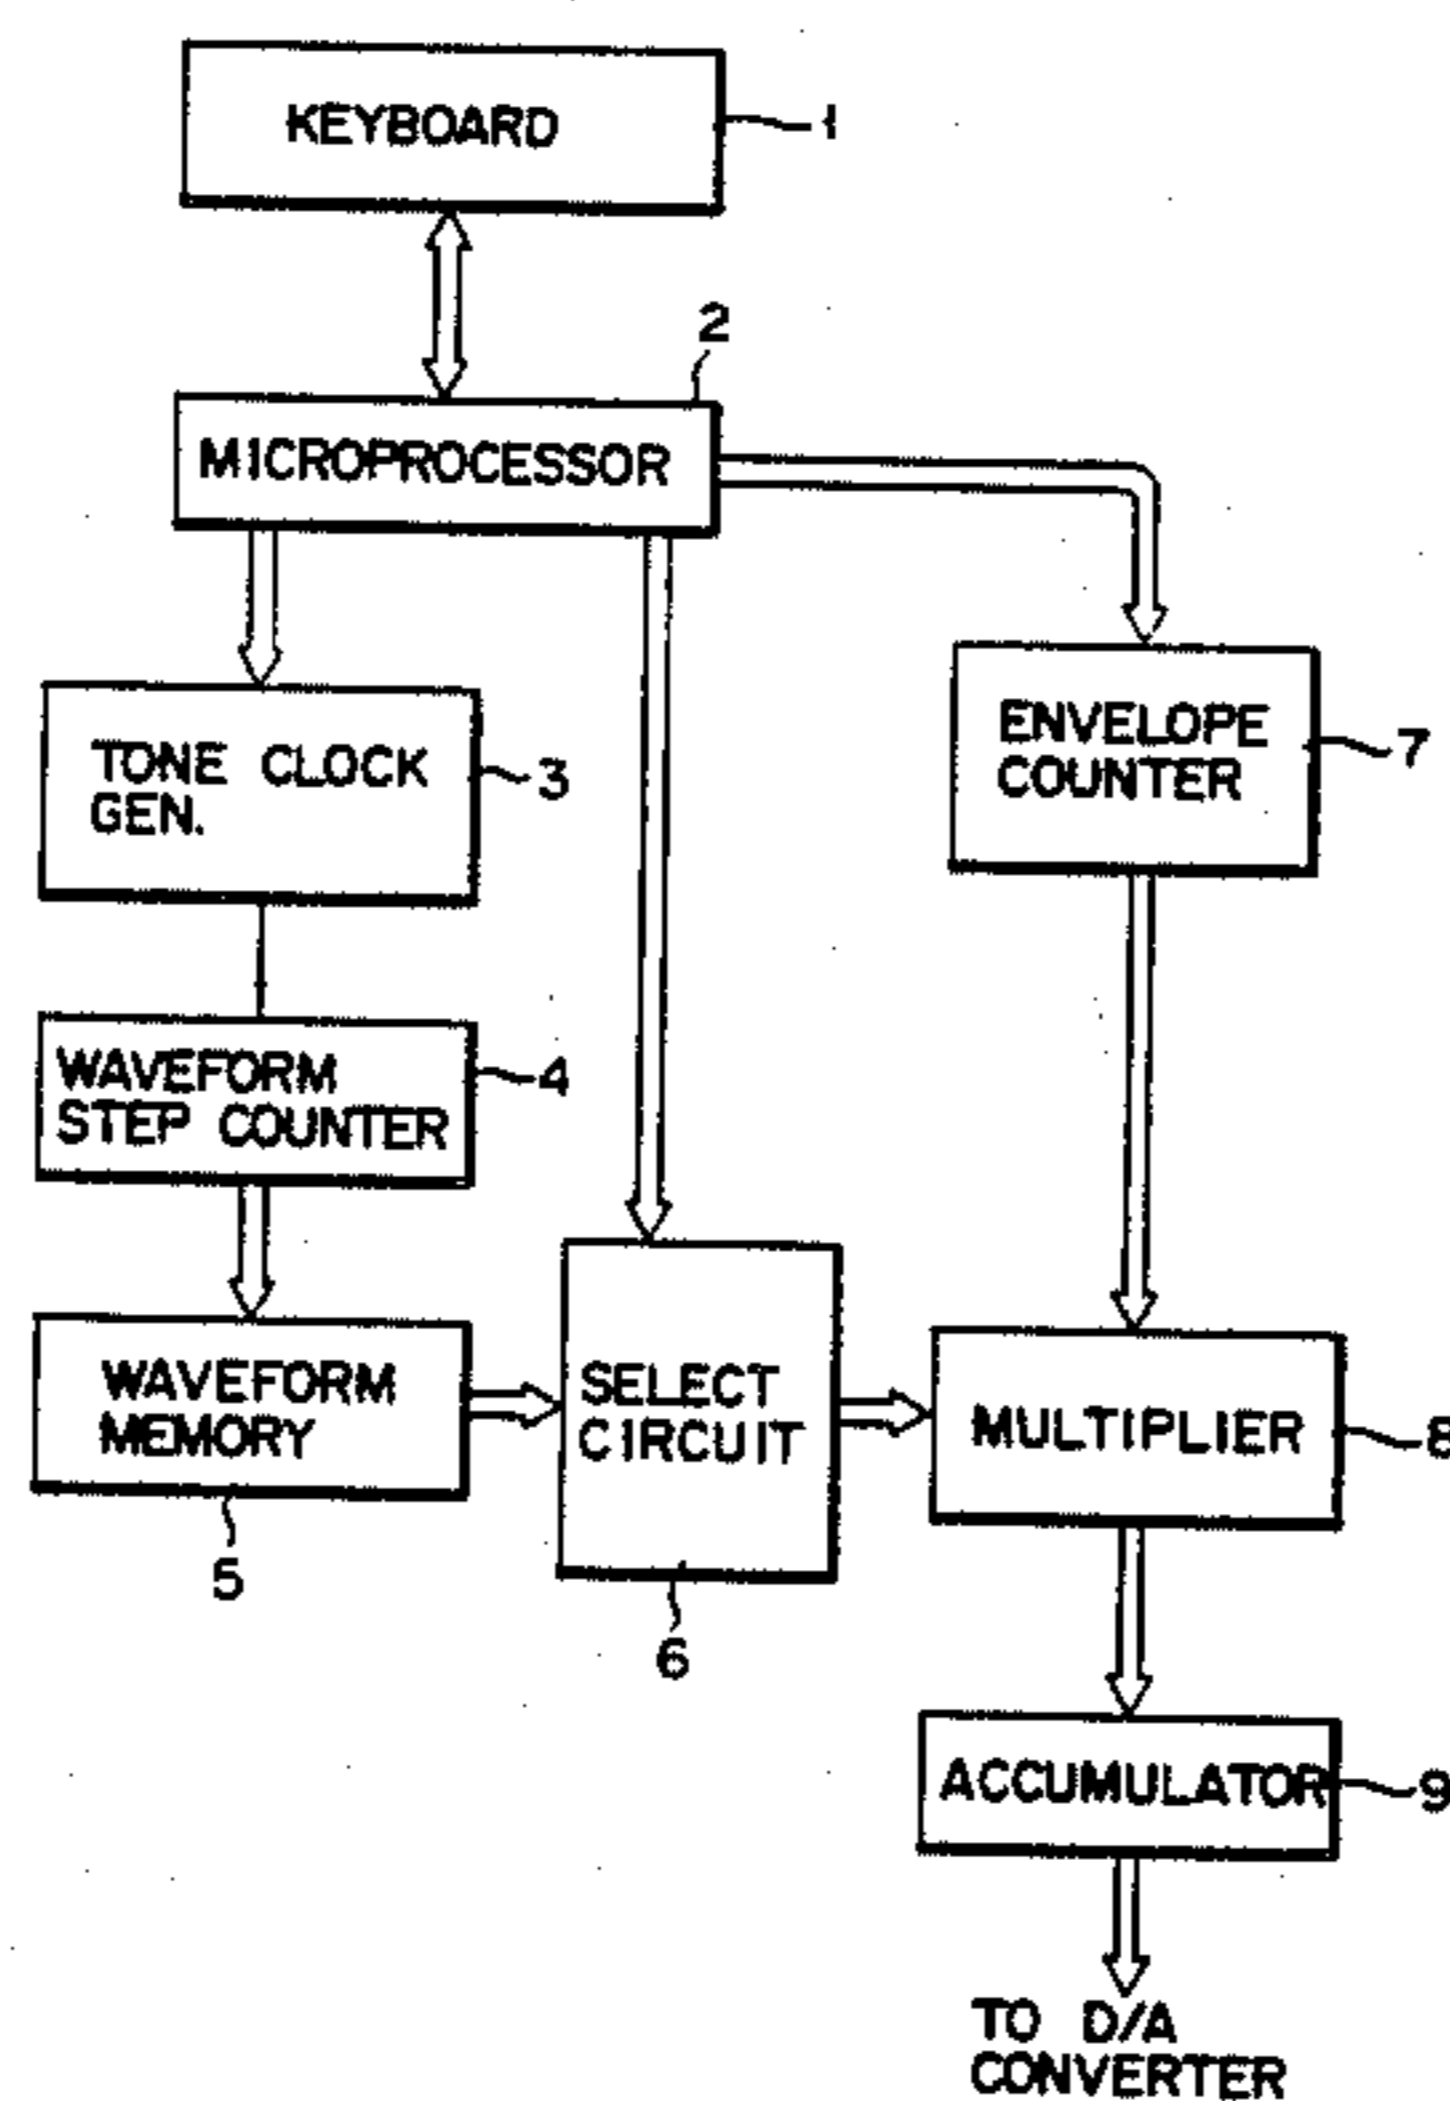 KEYBOARD
1
2
MICROPROCESSOR
TONE CLOCK
GEN.
3
ENVELOPE
COUNTER
7
WAVEFORM
STEP COUNTER
4
WAVEFORM
MEMORY
5
SELECT
CIRCUIT
6
MULTIPLIER
8
ACCUMULATOR
9
TO D/A
CONVERTER